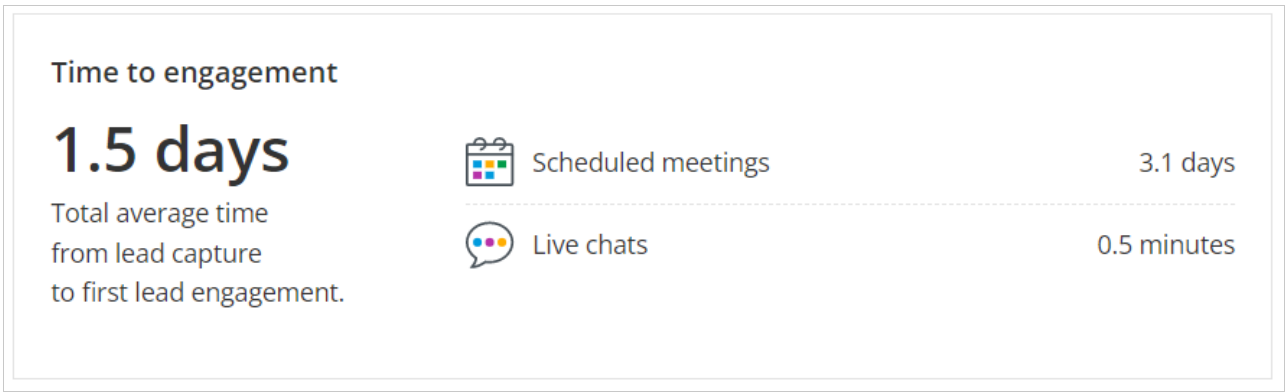 Time to engagement
1.5 days
Total average time
from lead capture
to first lead engagement.
Scheduled meetings 3.1 days
Live chats 0.5 minutes